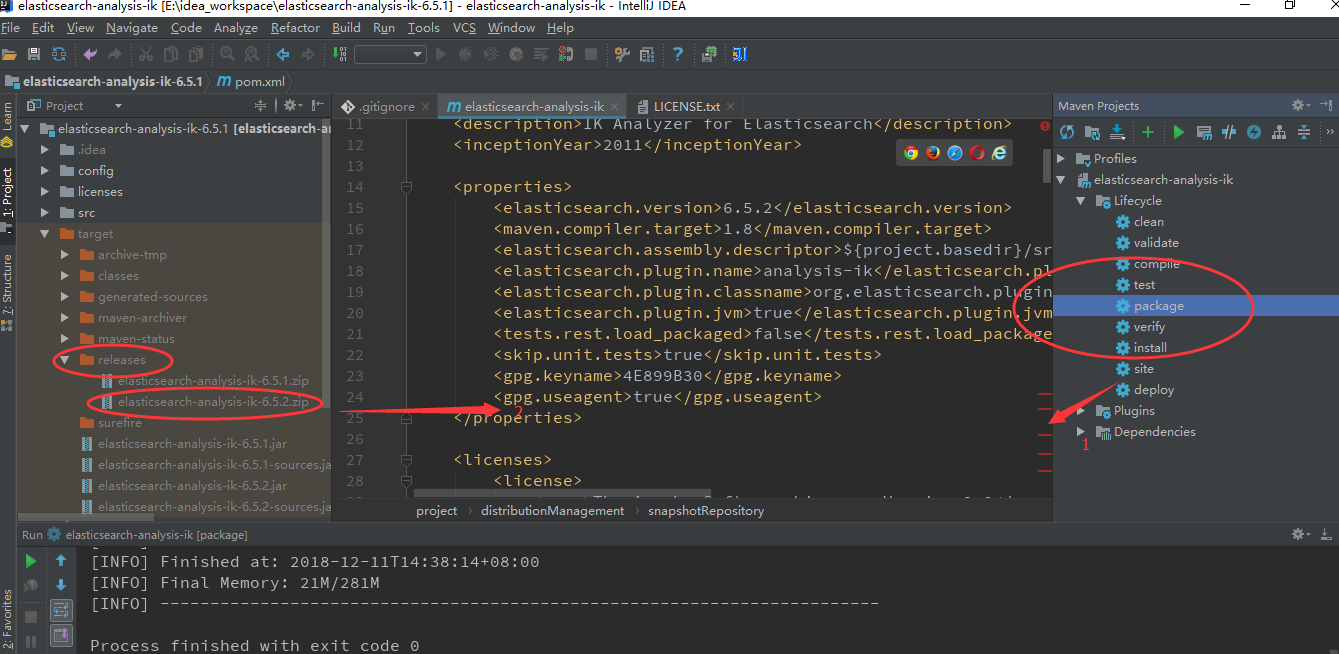 elasticsearch-analysis-ik [E:\idea_workspace\elasticsearch-analysis-ik-6.5.1] - elasticsearch-analysis-ik - IntelliJ IDEA
File Edit View Navigate Code Analyze Refactor Build Run Tools VCS Window Help
elasticsearch-analysis-ik-6.5.1 pom.xml
Learn
1: Project
7: Structure
2: Favorites
Project
elasticsearch-analysis-ik-6.5.1 [elasticsearch-an
.idea
config
licenses
src
target
archive-tmp
classes
generated-sources
maven-archiver
maven-status
releases
elasticsearch-analysis-ik-6.5.1.zip
elasticsearch-analysis-ik-6.5.2.zip
surefire
elasticsearch-analysis-ik-6.5.1.jar
elasticsearch-analysis-ik-6.5.1-sources.ja
elasticsearch-analysis-ik-6.5.2.jar
elasticsearch-analysis-ik-6.5.2-sources.ja
.gitignore elasticsearch-analysis-ik LICENSE.txt
11 <description>IK Analyzer for Elasticsearch</description>
12 <inceptionYear>2011</inceptionYear>
13
14 <properties>
15 <elasticsearch.version>6.5.2</elasticsearch.version>
16 <maven.compiler.target>1.8</maven.compiler.target>
17 <elasticsearch.assembly.descriptor>${project.basedir}/sr
18 <elasticsearch.plugin.name>analysis-ik</elasticsearch.pl
19 <elasticsearch.plugin.classname>org.elasticsearch.plugin
20 <elasticsearch.plugin.jvm>true</elasticsearch.plugin.jvm
21 <tests.rest.load_packaged>false</tests.rest.load_package
22 <skip.unit.tests>true</skip.unit.tests>
23 <gpg.keyname>4E899B30</gpg.keyname>
24 <gpg.useagent>true</gpg.useagent>
2
25 </properties>
26
27 <licenses>
28 <license>
project distributionManagement snapshotRepository
Maven Projects
Profiles
elasticsearch-analysis-ik
Lifecycle
clean
validate
compile
test
package
verify
install
site
deploy
Plugins
Dependencies
1
Run elasticsearch-analysis-ik [package]
[INFO] Finished at: 2018-12-11T14:38:14+08:00
[INFO] Final Memory: 21M/281M
[INFO] ------------------------------------------------------------------------
Process finished with exit code 0